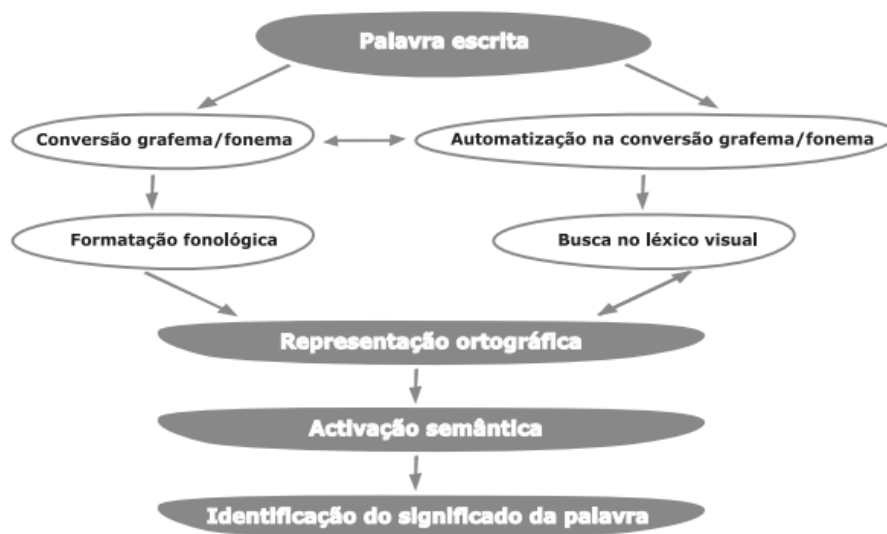 Palavra escrita
Conversão grafema/fonema
Automatização na conversão grafema/fonema
Formatação fonológica
Busca no léxico visual
Representação ortográfica
Activação semântica
Identificação do significado da palavra